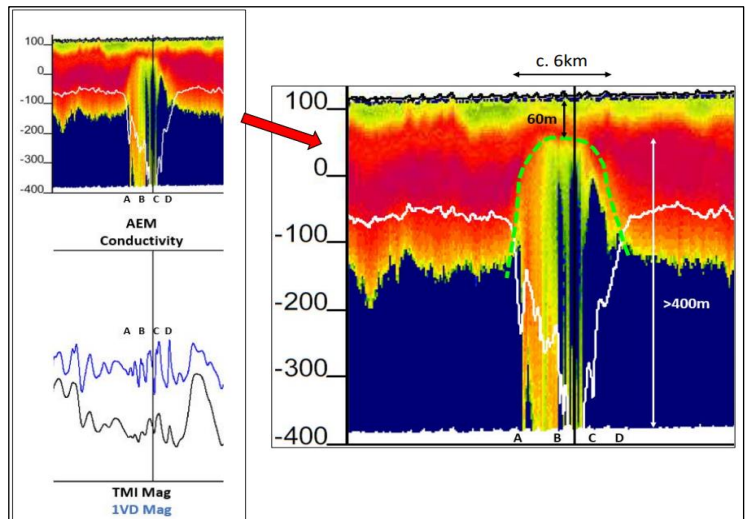 100
0
-100
-200
-300
-400
A B C D
AEM
Conductivity
A B C D
TMI Mag
1VD Mag
c. 6km
100
60m
0
-100
-200
>400m
-300
-400
A B C D